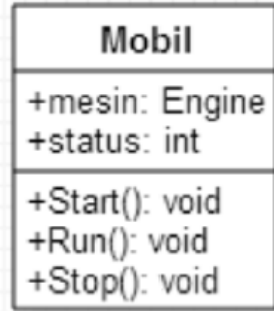 Mobil
+mesin: Engine
+status: int
+Start(): void
+Run(): void
+Stop(): void